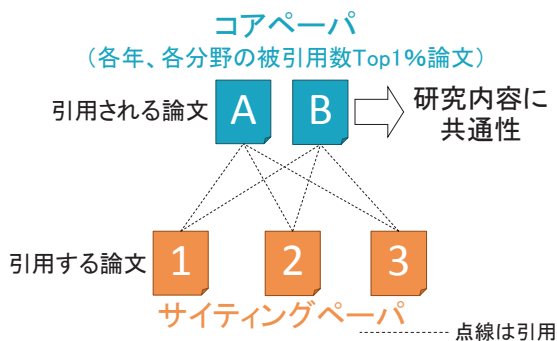 コアペーパ
（各年、各分野の被引用数Top1％論文）
引用される論文
A
B
研究内容に
共通性
引用する論文
1
2
3
サイティングペーパ
点線は引用